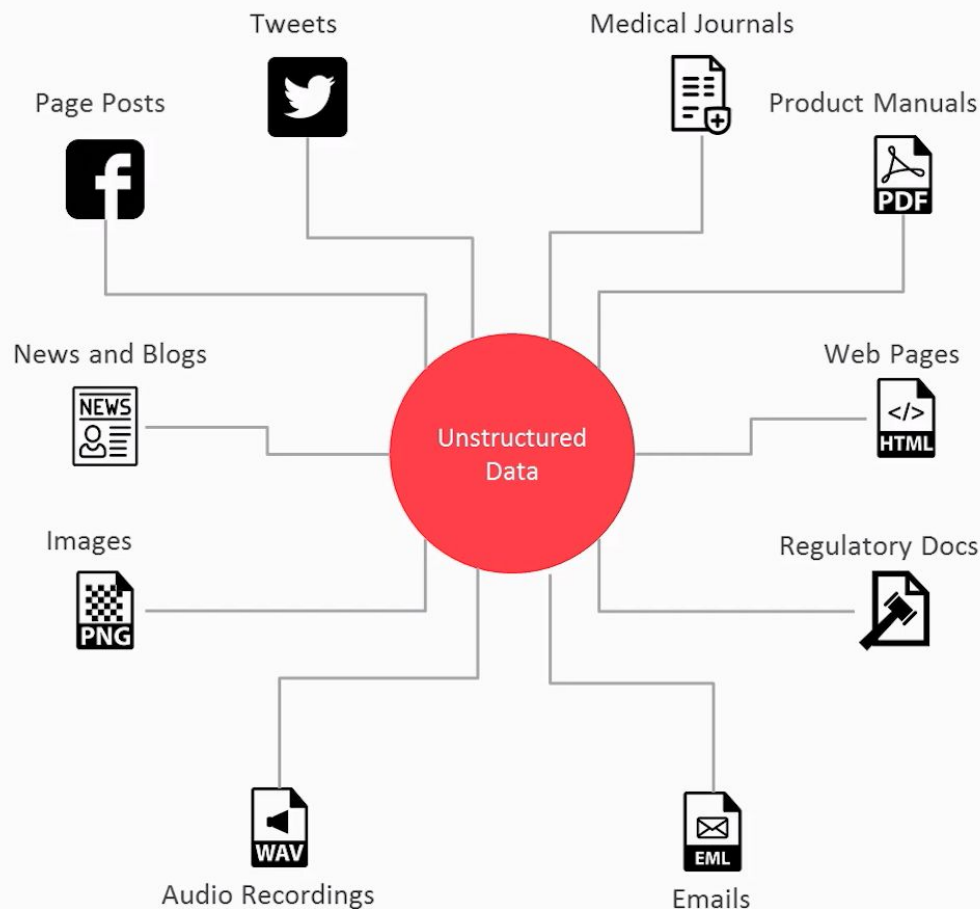 Tweets
Medical Journals
Page Posts
Product Manuals
PDF
News and Blogs
NEWS
Web Pages
</>
HTML
Unstructured
Data
Images
PNG
Regulatory Docs
WAV
Audio Recordings
EML
Emails